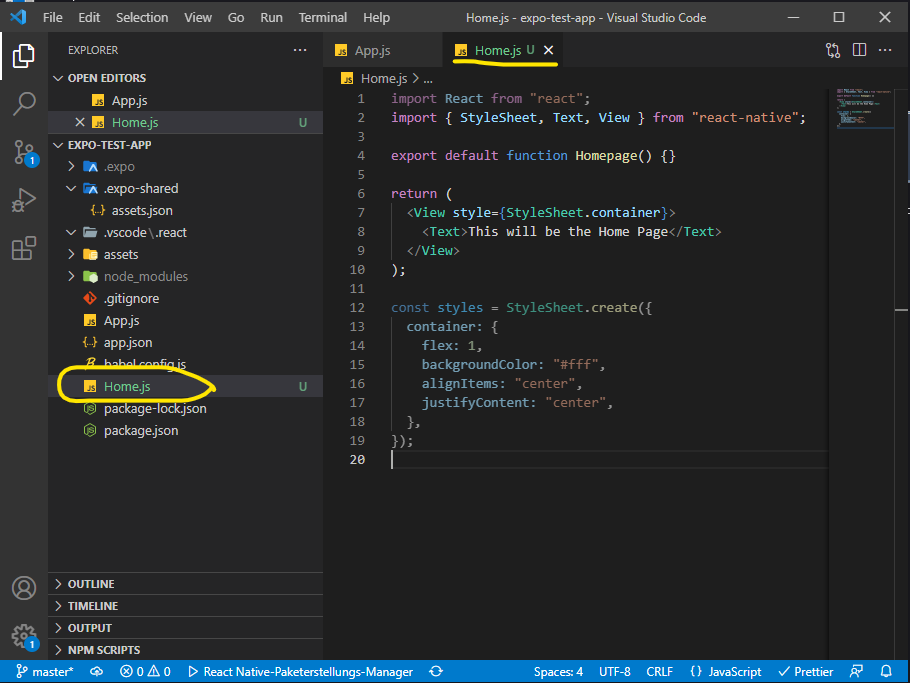 File Edit Selection View Go Run Terminal Help Home.js - expo-test-app - Visual Studio Code
EXPLORER
OPEN EDITORS
App.js
Home.js U
EXPO-TEST-APP
.expo
.expo-shared
assets.json
.vscode\.react
assets
node_modules
.gitignore
App.js
app.json
babel.config.js
Home.js U
package-lock.json
package.json
OUTLINE
TIMELINE
OUTPUT
NPM SCRIPTS
1
1
App.js Home.js U
Home.js > ...
1 import React from "react";
2 import { StyleSheet, Text, View } from "react-native";
3
4 export default function Homepage() {}
5
6 return (
7 <View style={StyleSheet.container}>
8 <Text>This will be the Home Page</Text>
9 </View>
10 );
11
12 const styles = StyleSheet.create({
13 container: {
14 flex: 1,
15 backgroundColor: "#fff",
16 alignItems: "center",
17 justifyContent: "center",
18 },
19 });
20
master* 0 0 React Native-Paketerstellungs-Manager Spaces: 4 UTF-8 CRLF {} JavaScript Prettier